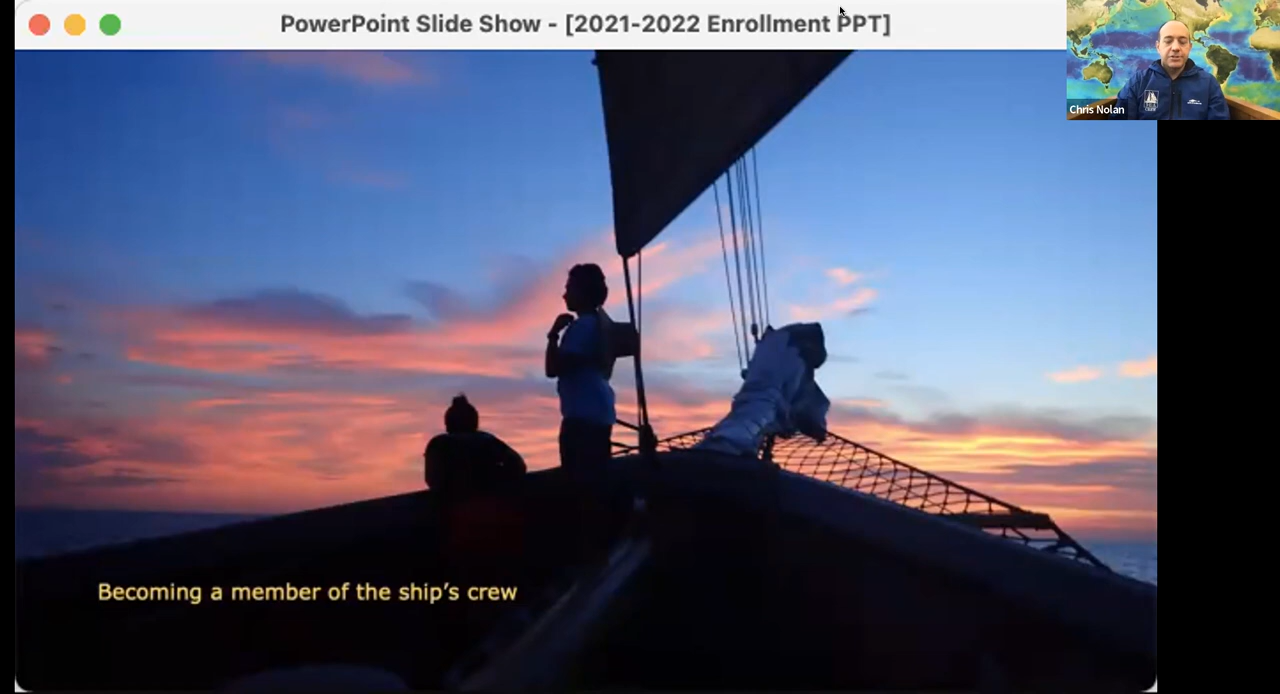 PowerPoint Slide Show - [2021-2022 Enrollment PPT]
Chris Nolan
Becoming a member of the ship's crew